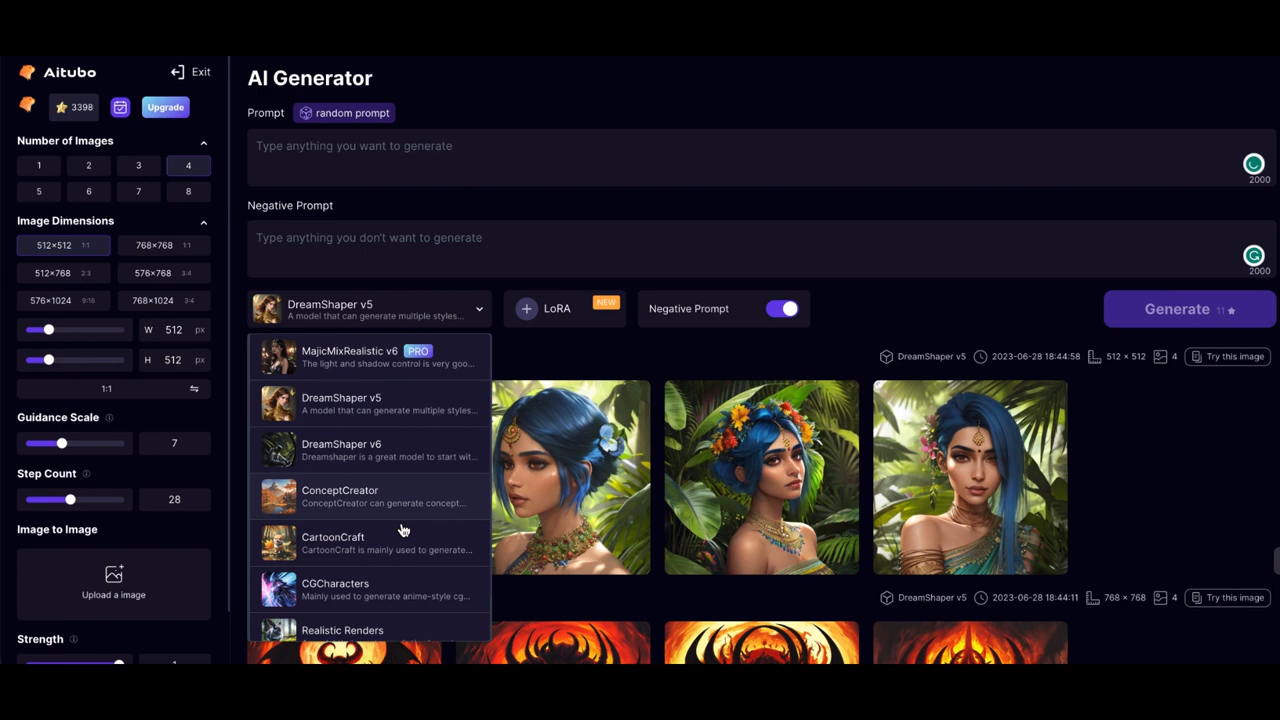 Aitubo
Exit
3398
Upgrade
Number of Images
1
2
3
4
5
6
7
8
Image Dimensions
512×512 1:1
768×768 1:1
512×768 2:3
576×768 3:4
576×1024 9:16
768×1024 3:4
W 512 px
H 512 px
1:1
Guidance Scale
7
Step Count
28
Image to Image
Upload a image
Strength
1
AI Generator
Prompt
random prompt
Type anything you want to generate
2000
Negative Prompt
Type anything you don't want to generate
2000
DreamShaper v5
A model that can generate multiple styles...
LoRA
NEW
Negative Prompt
Generate 11
MajicMixRealistic v6 PRO
The light and shadow control is very goo...
DreamShaper v5
A model that can generate multiple styles...
DreamShaper v6
Dreamshaper is a great model to start wit...
ConceptCreator
ConceptCreator can generate concept...
CartoonCraft
CartoonCraft is mainly used to generate...
CGCharacters
Mainly used to generate anime-style cg...
Realistic Renders
DreamShaper v5 2023-06-28 18:44:58 512 × 512 4 Try this image
DreamShaper v5 2023-06-28 18:44:11 768 × 768 4 Try this image